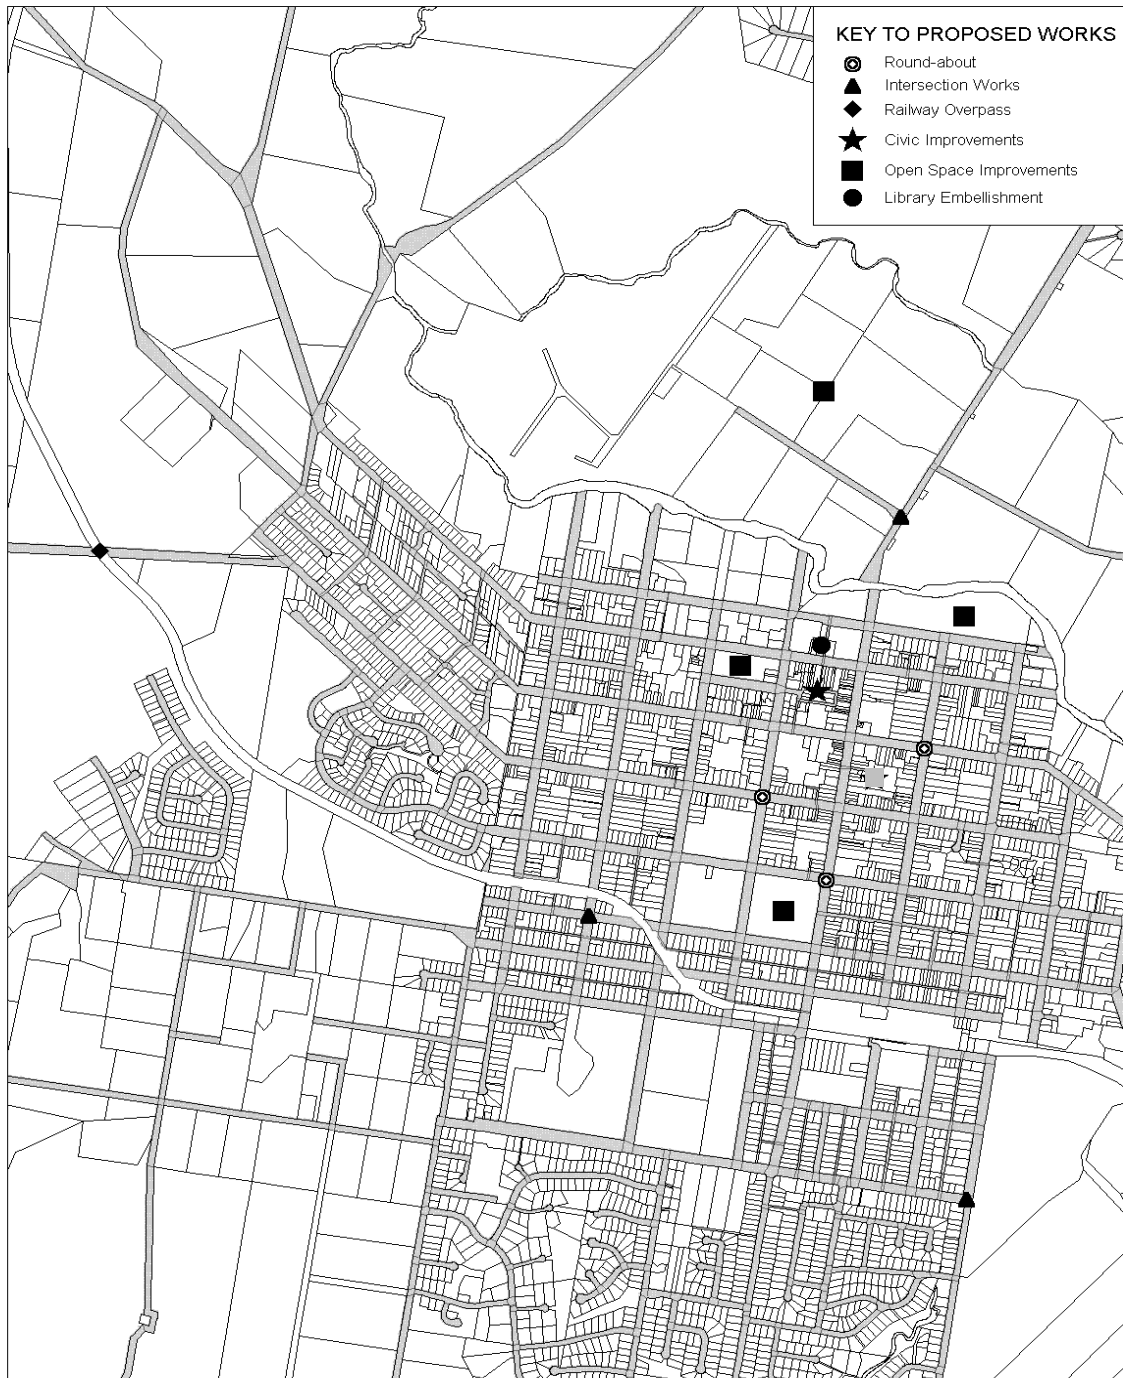 KEY TO PROPOSED WORKS
Round-about
Intersection Works
Railway Overpass
Civic Improvements
Open Space Improvements
Library Embellishment